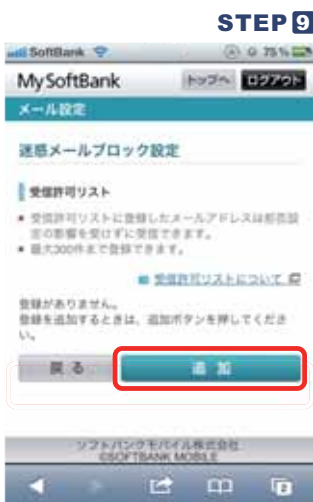 STEP 9
SoftBank 75%
My SoftBank トップへ ログアウト
メール設定
迷惑メールブロック設定
受信許可リスト
• 受信許可リストに登録したメールアドレスは拒否設
定の影響を受けずに受信できます。
• 最大300件まで登録できます。
受信許可リストについて
登録がありません。
登録を追加するときは、追加ボタンを押してくださ
い。
戻る 追加
ソフトバンクモバイル株式会社
©SOFTBANK MOBILE